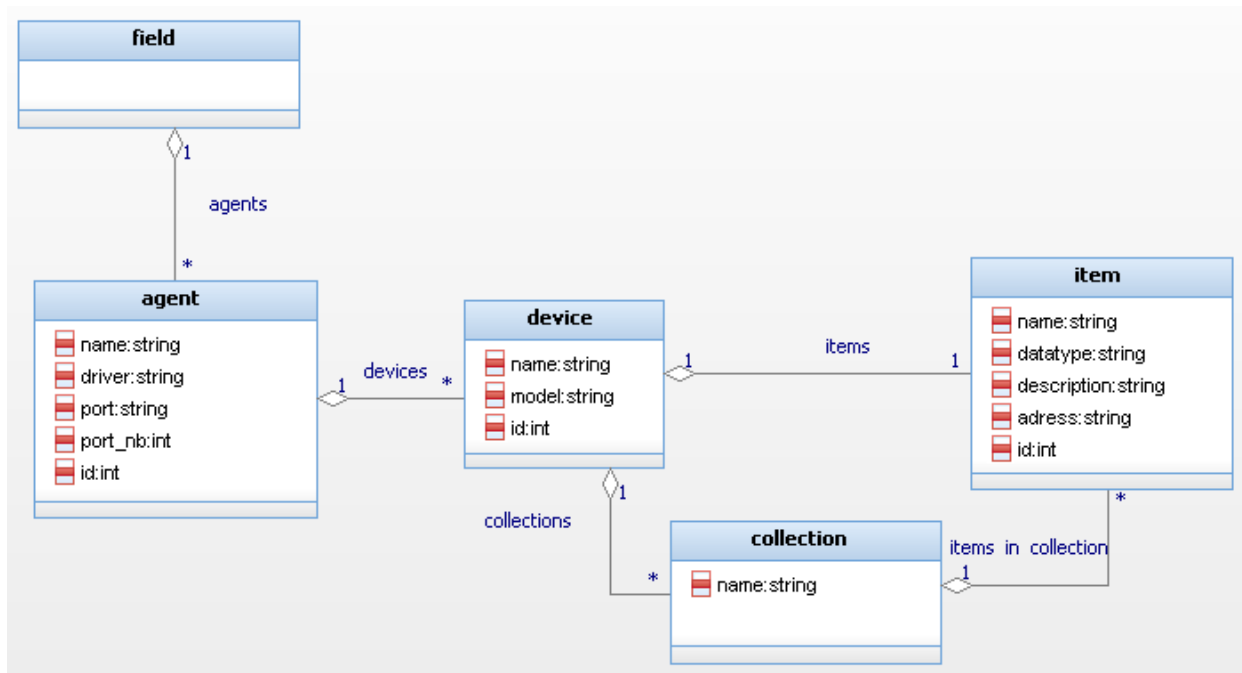 field
1
agents
*
agent
name:string
driver:string
port:string
port_nb:int
id:int
1
devices
*
device
name:string
model:string
id:int
1
items
1
item
name:string
datatype:string
description:string
adress:string
id:int
1
collections
*
collection
name:string
1
items in collection
*